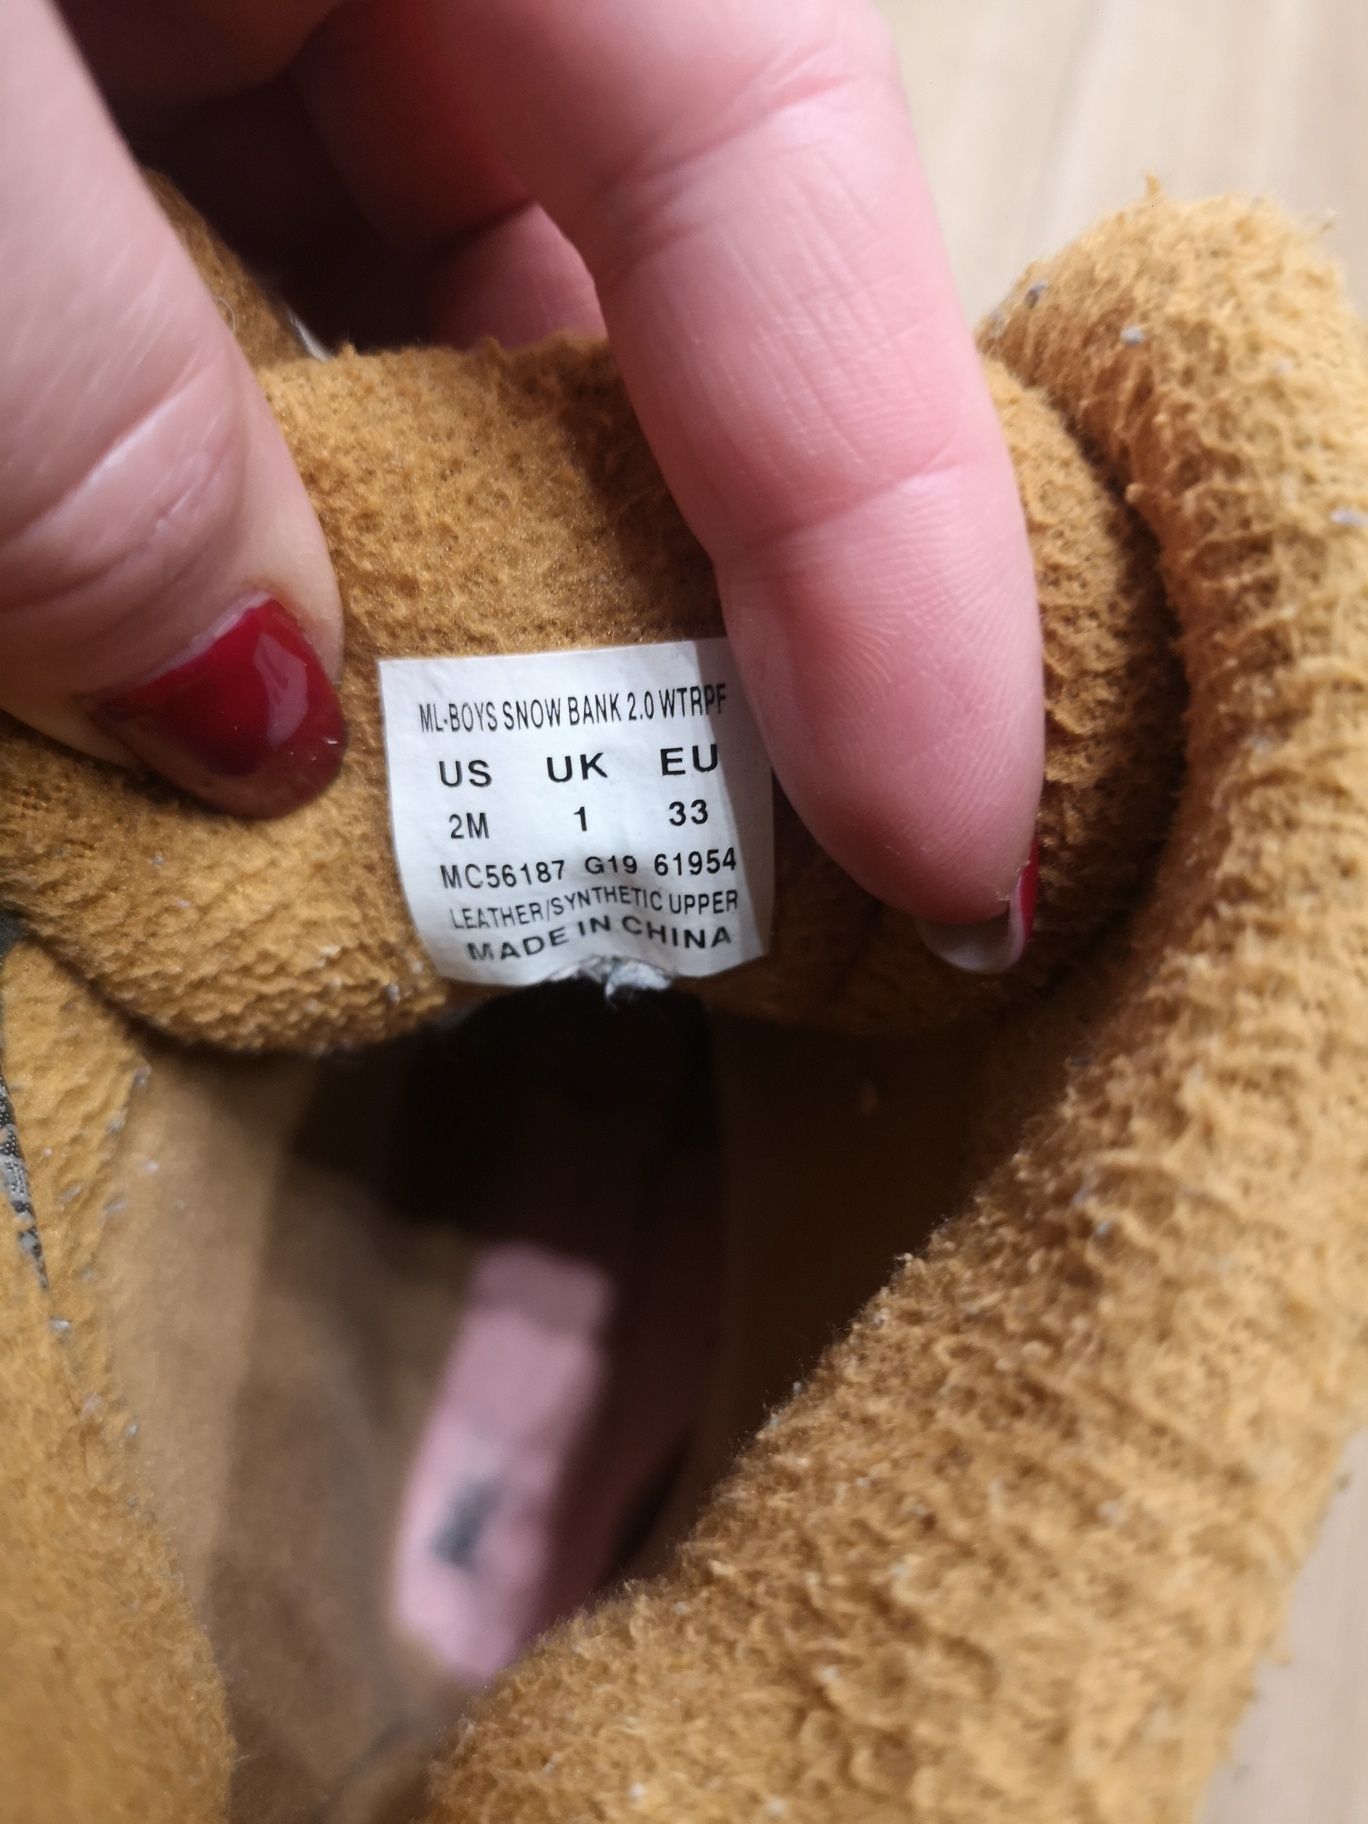 ML-BOYS SNOW BANK 2.0 WTRPF
US UK EU
2M 1 33
MC56187 G19 61954
LEATHER/SYNTHETIC UPPER
MADE IN CHINA